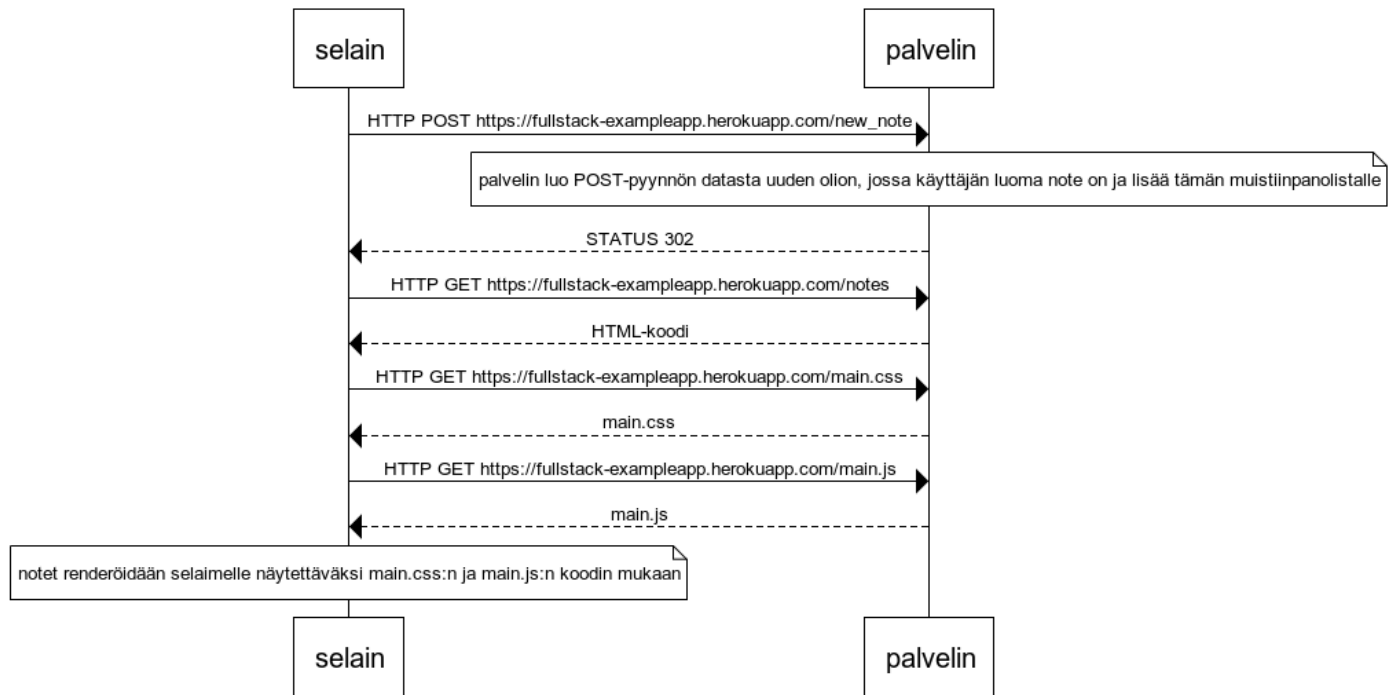 selain
palvelin
HTTP POST https://fullstack-exampleapp.herokuapp.com/new_note
palvelin luo POST-pyynnön datasta uuden olion, jossa käyttäjän luoma note on ja lisää tämän muistiinpanolistalle
STATUS 302
HTTP GET https://fullstack-exampleapp.herokuapp.com/notes
HTML-koodi
HTTP GET https://fullstack-exampleapp.herokuapp.com/main.css
main.css
HTTP GET https://fullstack-exampleapp.herokuapp.com/main.js
main.js
notet renderöidään selaimelle näytettäväksi main.css:n ja main.js:n koodin mukaan
selain
palvelin